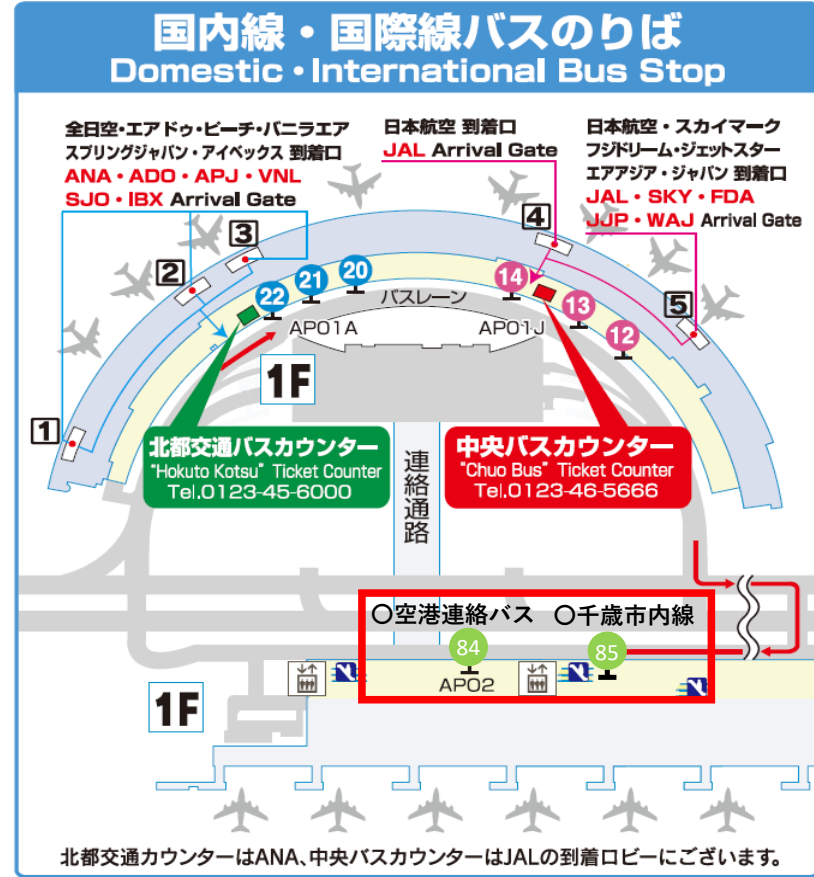 国内線・国際線バスのりば
Domestic・International Bus Stop
全日空・エアドゥ・ピーチ・バニラエア
スプリングジャパン・アイベックス 到着口
ANA・ADO・APJ・VNL
SJO・IBX Arrival Gate
日本航空 到着口
JAL Arrival Gate
日本航空・スカイマーク
フジドリーム・ジェットスター
エアアジア・ジャパン 到着口
JAL・SKY・FDA
JJP・WAJ Arrival Gate
1
2
3
4
5
22
21
20
14
13
12
バスレーン
AP01A
AP01J
1F
北都交通バスカウンター
"Hokuto Kotsu" Ticket Counter
Tel.0123-45-6000
連絡通路
中央バスカウンター
"Chuo Bus" Ticket Counter
Tel.0123-46-5666
〇空港連絡バス 〇千歳市内線
84
85
AP02
1F
北都交通カウンターはANA、中央バスカウンターはJALの到着ロビーにございます。